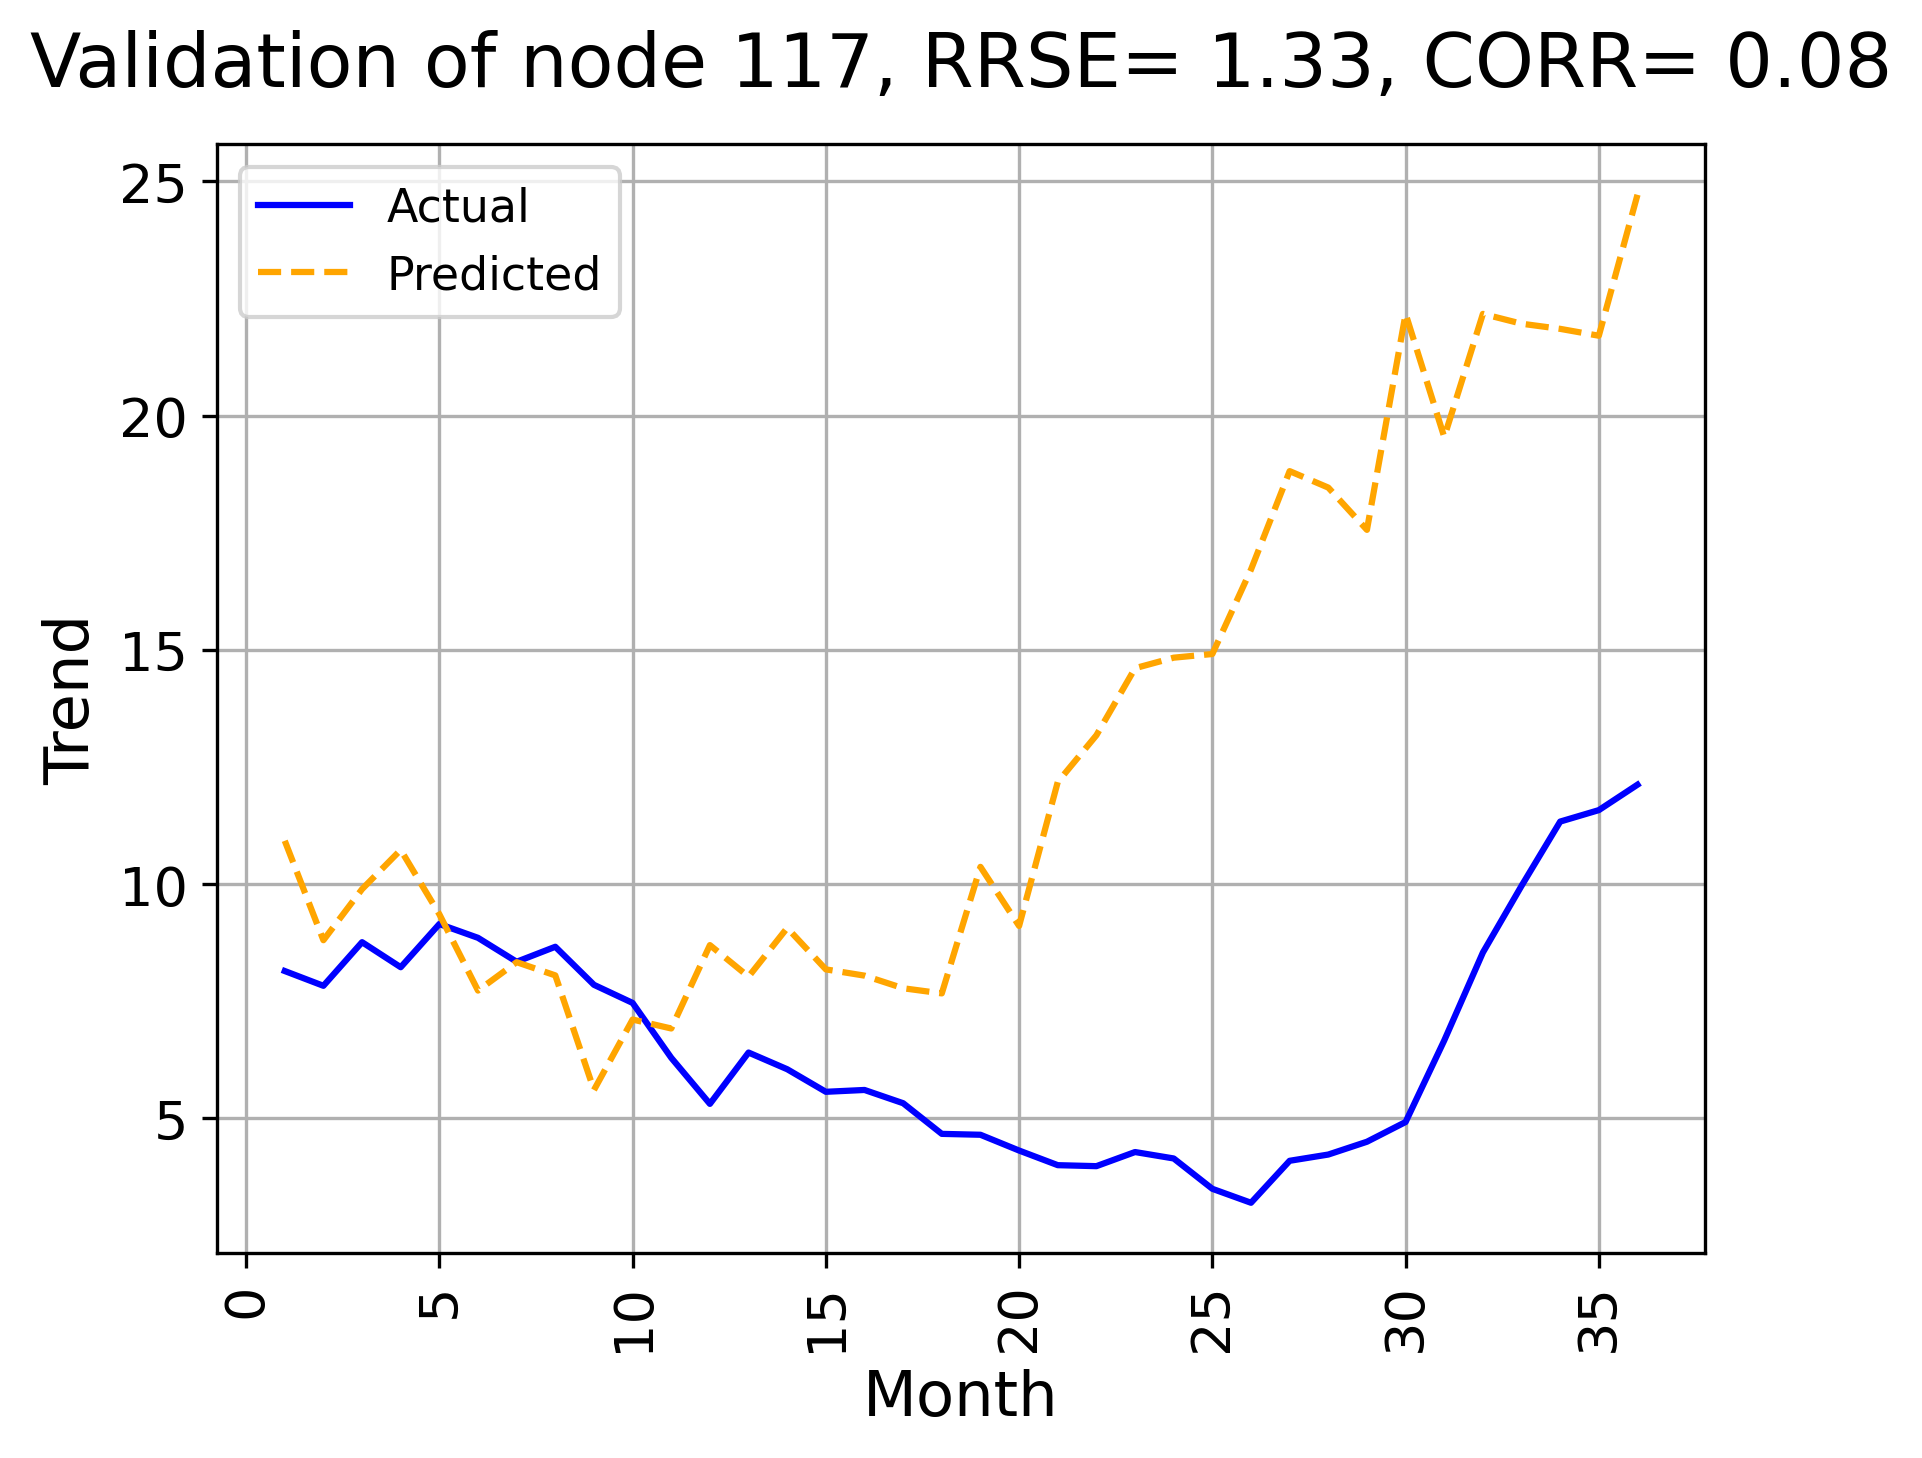 Validation of node 117, RRSE= 1.33, CORR= 0.08
Actual
Predicted
25
20
15
10
5
Trend
0 5 10 15 20 25 30 35
Month